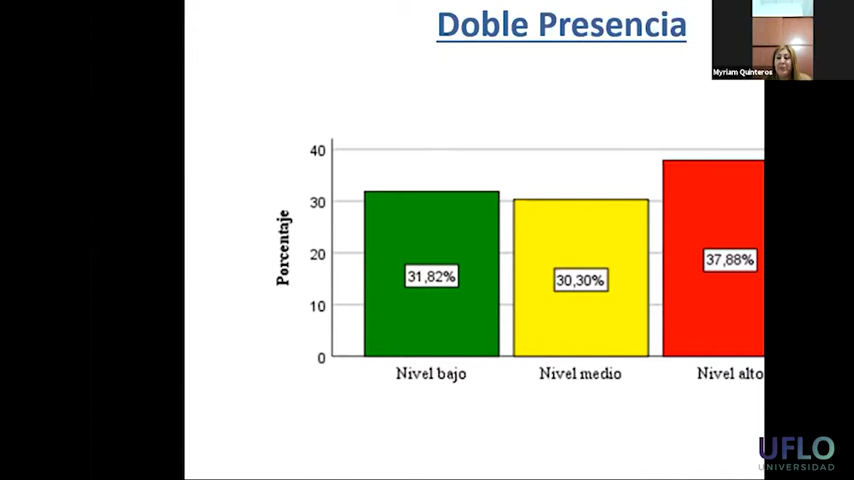 Doble Presencia
Myriam Quinteros
Porcentaje
40
30
20
10
0
31,82%
30,30%
37,88%
Nivel bajo
Nivel medio
Nivel alto
UFLO
UNIVERSIDAD